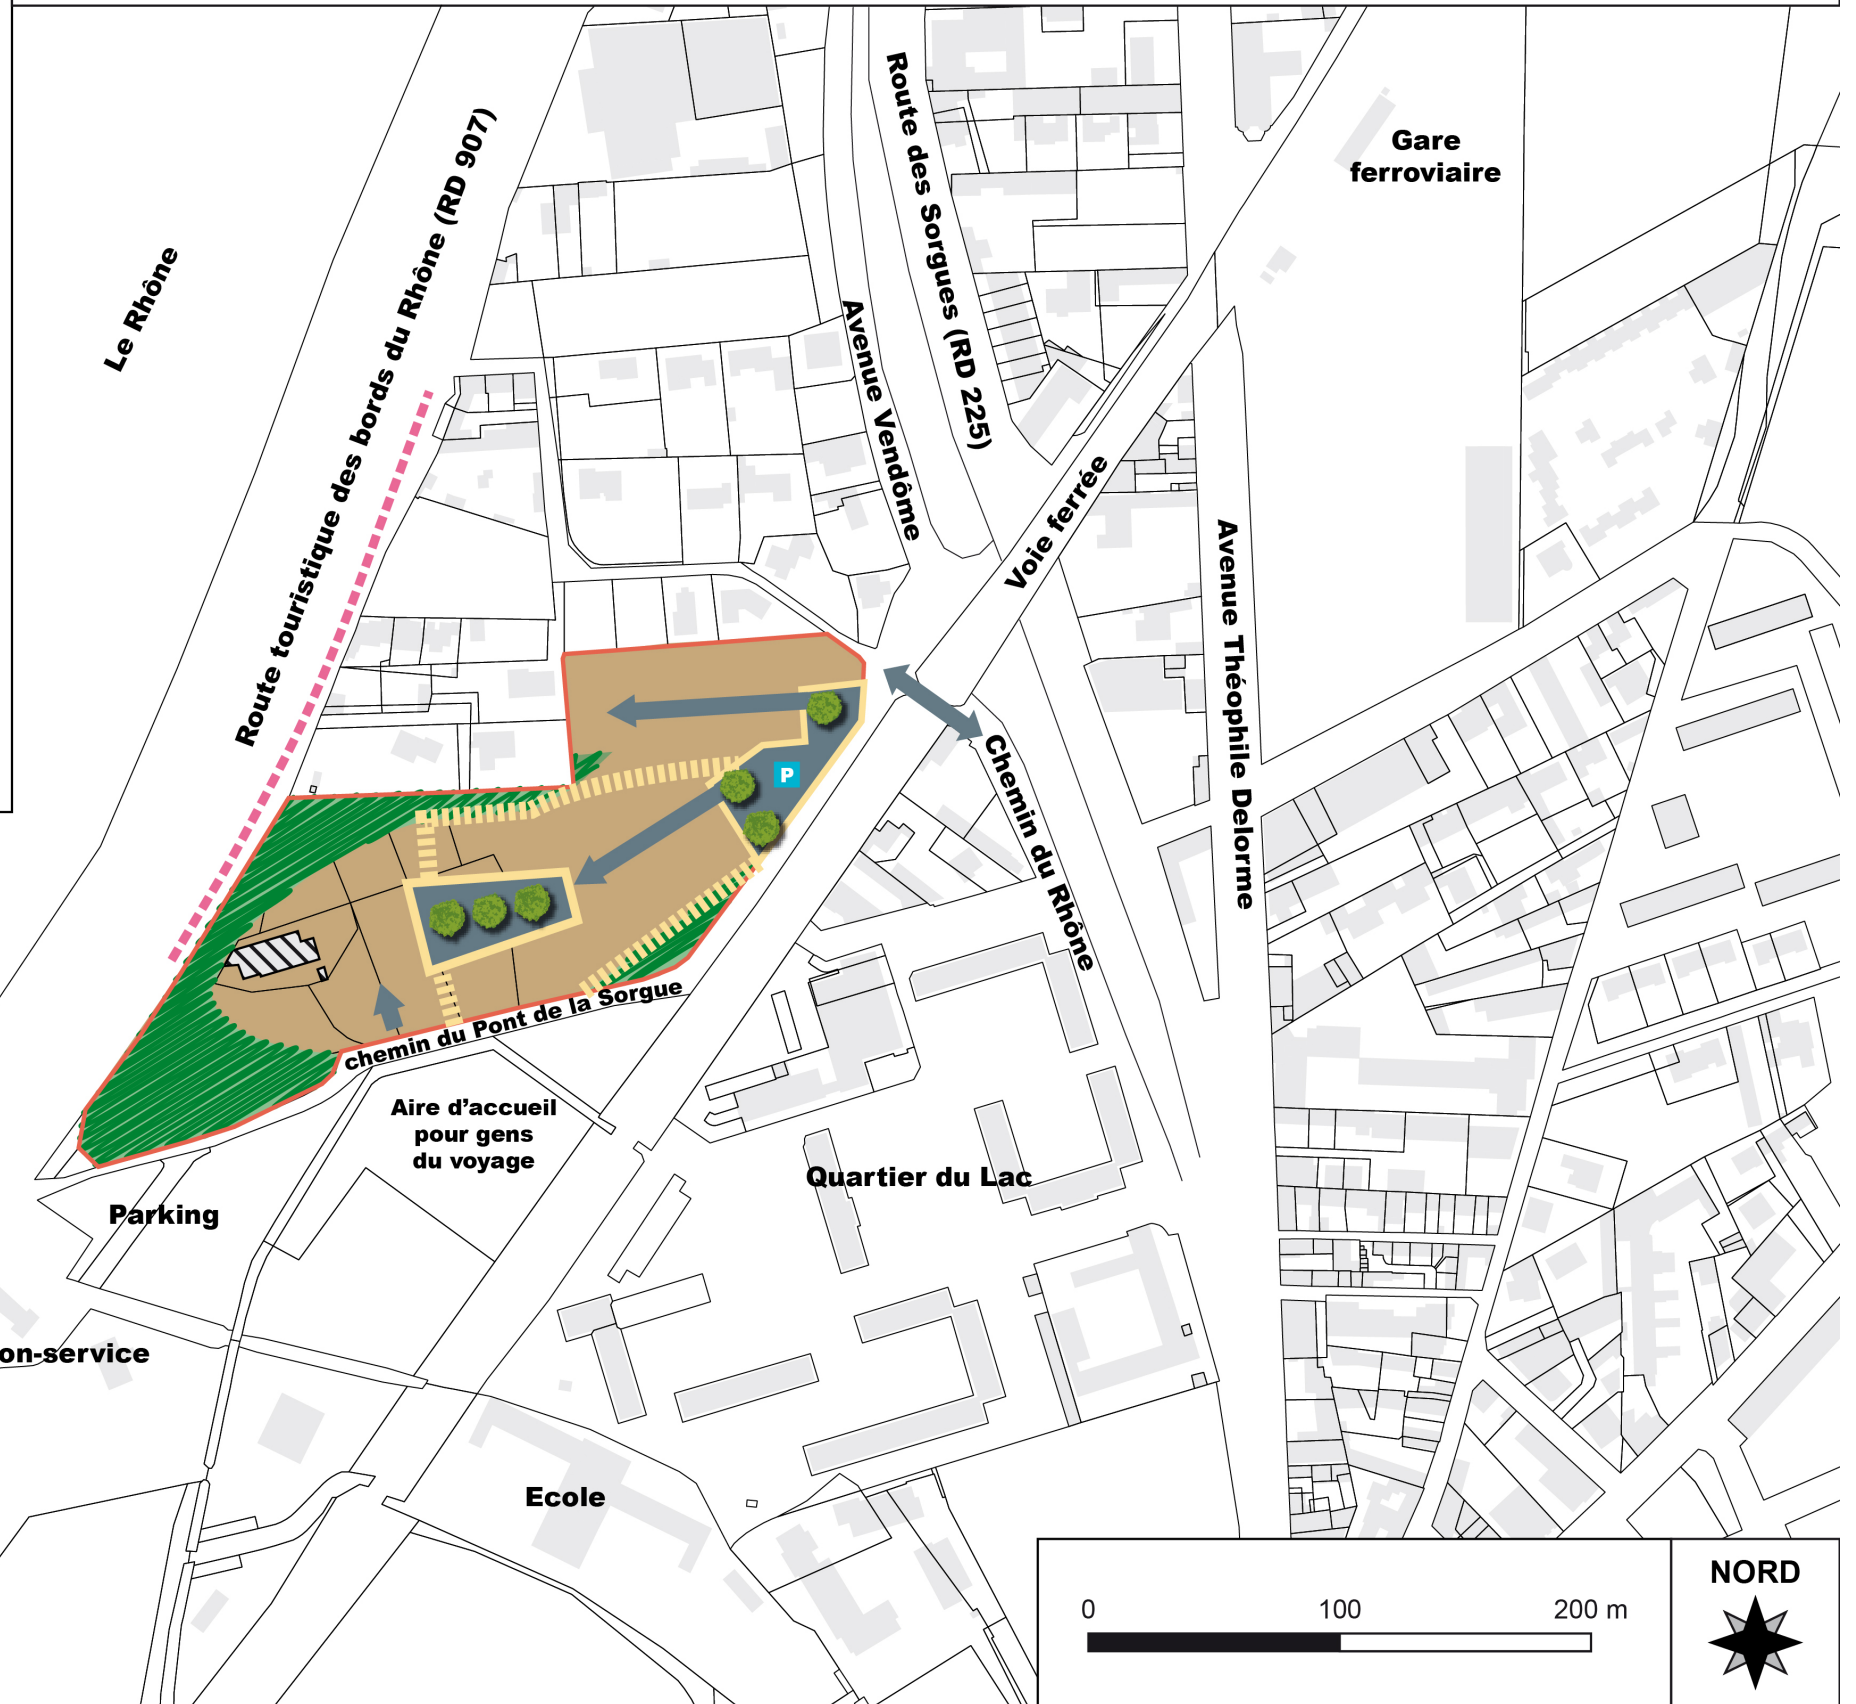 Route des Sorgues (RD 225)
Gare
ferroviaire
Route touristique des bords du Rhône (RD 907)
Le Rhône
Avenue Vendôme
Voie ferrée
Avenue Théophile Delorme
Chemin du Rhône
P
chemin du Pont de la Sorgue
Aire d'accueil
pour gens
du voyage
Quartier du Lac
Parking
on-service
Ecole
NORD
0 100 200 m